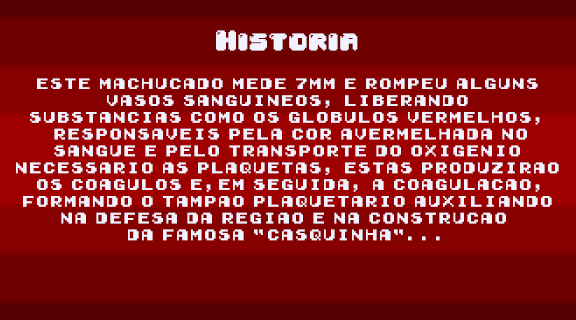 HISTORIA
ESTE MACHUCADO MEDE 7MM E ROMPEU ALGUNS
VASOS SANGUINEOS, LIBERANDO
SUBSTANCIAS COMO OS GLOBULOS VERMELHOS,
RESPONSAVEIS PELA COR AVERMELHADA NO
SANGUE E PELO TRANSPORTE DO OXIGENIO
NECESSARIO AS PLAQUETAS, ESTAS PRODUZIRAO
OS COAGULOS E, EM SEGUIDA, A COAGULACAO,
FORMANDO O TAMPAO PLAQUETARIO AUXILIANDO
NA DEFESA DA REGIAO E NA CONSTRUCAO
DA FAMOSA "CASQUINHA"...